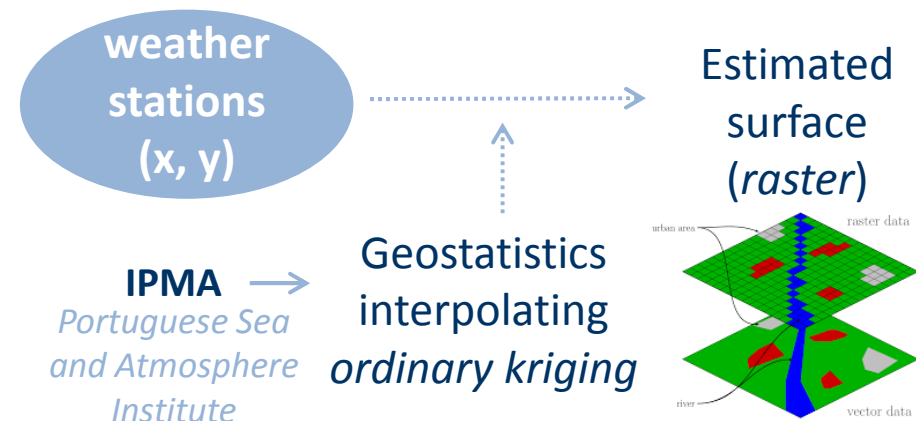 weather
stations
(x, y)
Estimated
surface
(raster)
IPMA
Portuguese Sea
and Atmosphere
Institute
Geostatistics
interpolating
ordinary kriging
raster data
urban area
river
vector data